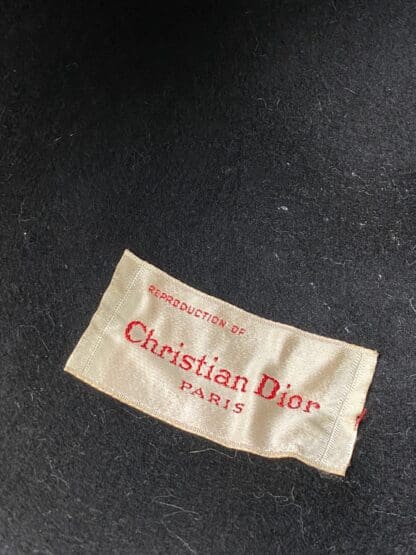 REPRODUCTION OF
Christian Dior
PARIS